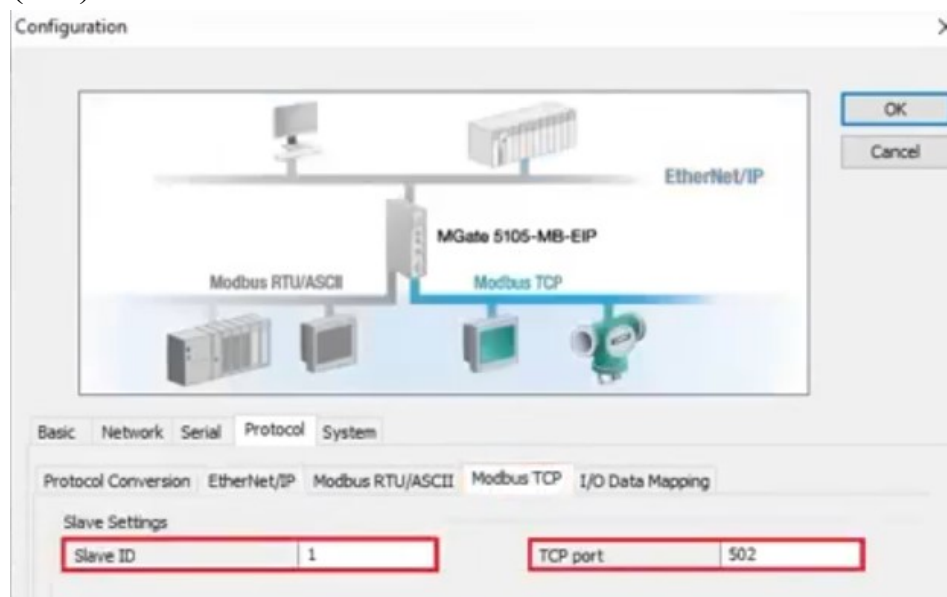 Configuration
OK
Cancel
EtherNet/IP
MGate 5105-MB-EIP
Modbus RTU/ASCII Modbus TCP
Basic Network Serial Protocol System
Protocol Conversion EtherNet/IP Modbus RTU/ASCII Modbus TCP I/O Data Mapping
Slave Settings
Slave ID 1 TCP port 502